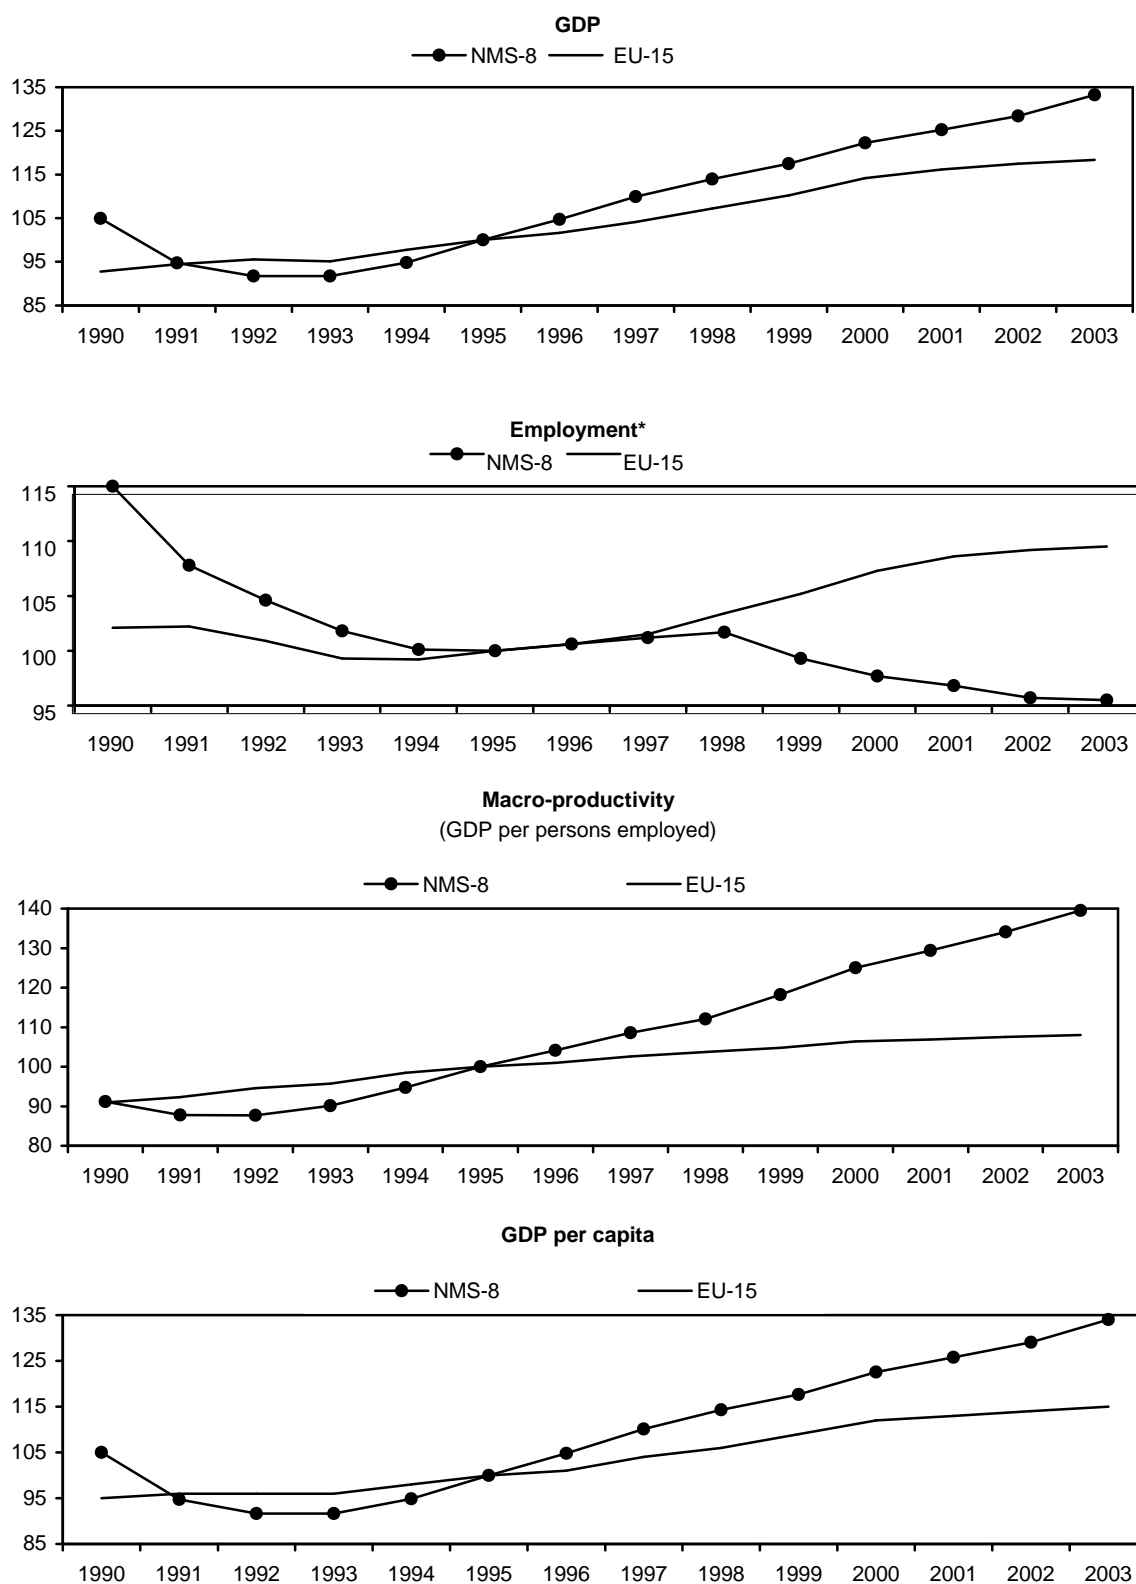 GDP
NMS-8 EU-15
135
125
115
105
95
85
1990 1991 1992 1993 1994 1995 1996 1997 1998 1999 2000 2001 2002 2003
Employment*
NMS-8 EU-15
115
110
105
100
95
1990 1991 1992 1993 1994 1995 1996 1997 1998 1999 2000 2001 2002 2003
Macro-productivity
(GDP per persons employed)
NMS-8 EU-15
140
130
120
110
100
90
80
1990 1991 1992 1993 1994 1995 1996 1997 1998 1999 2000 2001 2002 2003
GDP per capita
NMS-8 EU-15
135
125
115
105
95
85
1990 1991 1992 1993 1994 1995 1996 1997 1998 1999 2000 2001 2002 2003